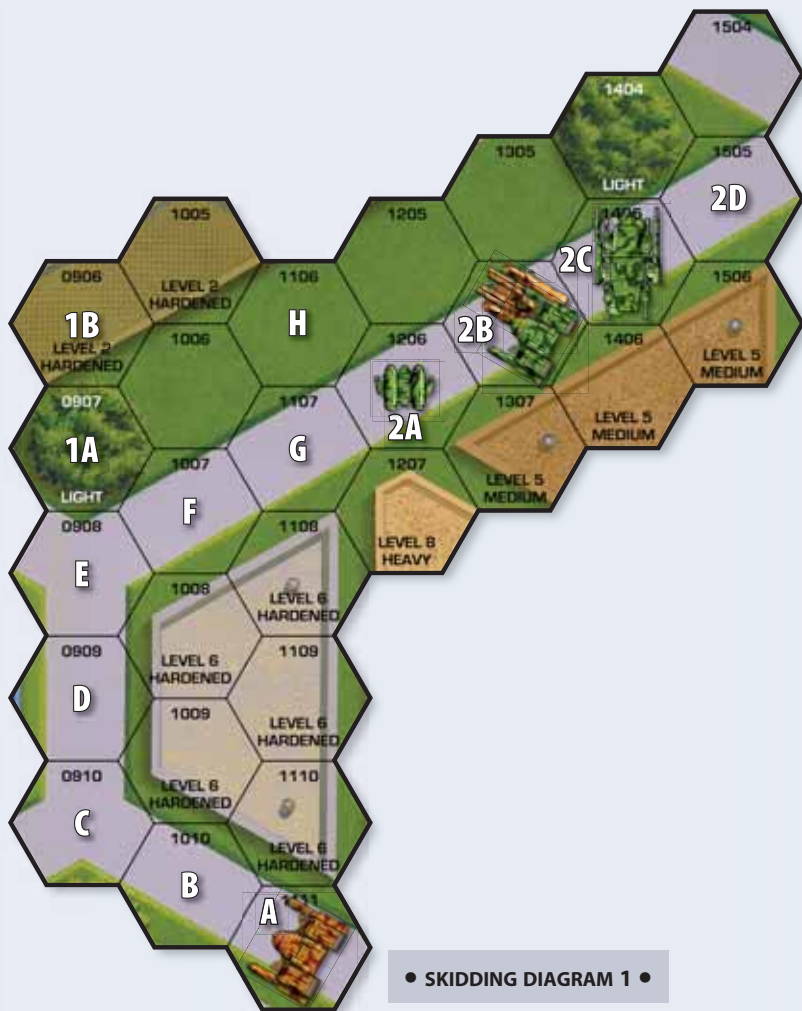 1504
1404
LIGHT
1305
1505
2D
1005
LEVEL 2
HARDENED
1205
2C
0906
1B
LEVEL 2
HARDENED
1106
H
2B
1506
LEVEL 5
MEDIUM
1006
1206
2A
1406
LEVEL 5
MEDIUM
0907
1A
LIGHT
1107
G
1307
LEVEL 5
MEDIUM
1007
F
1207
LEVEL 8
HEAVY
0908
E
1108
LEVEL 6
HARDENED
1008
LEVEL 6
HARDENED
0909
D
1109
LEVEL 6
HARDENED
1009
LEVEL 6
HARDENED
0910
C
1110
LEVEL 6
HARDENED
1010
B
A
• SKIDDING DIAGRAM 1 •